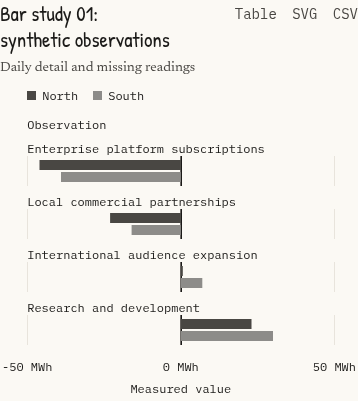 Bar study 01:
synthetic observations
Table SVG CSV
Daily detail and missing readings
North South
Observation
Enterprise platform subscriptions
Local commercial partnerships
International audience expansion
Research and development
-50 MWh 0 MWh 50 MWh
Measured value